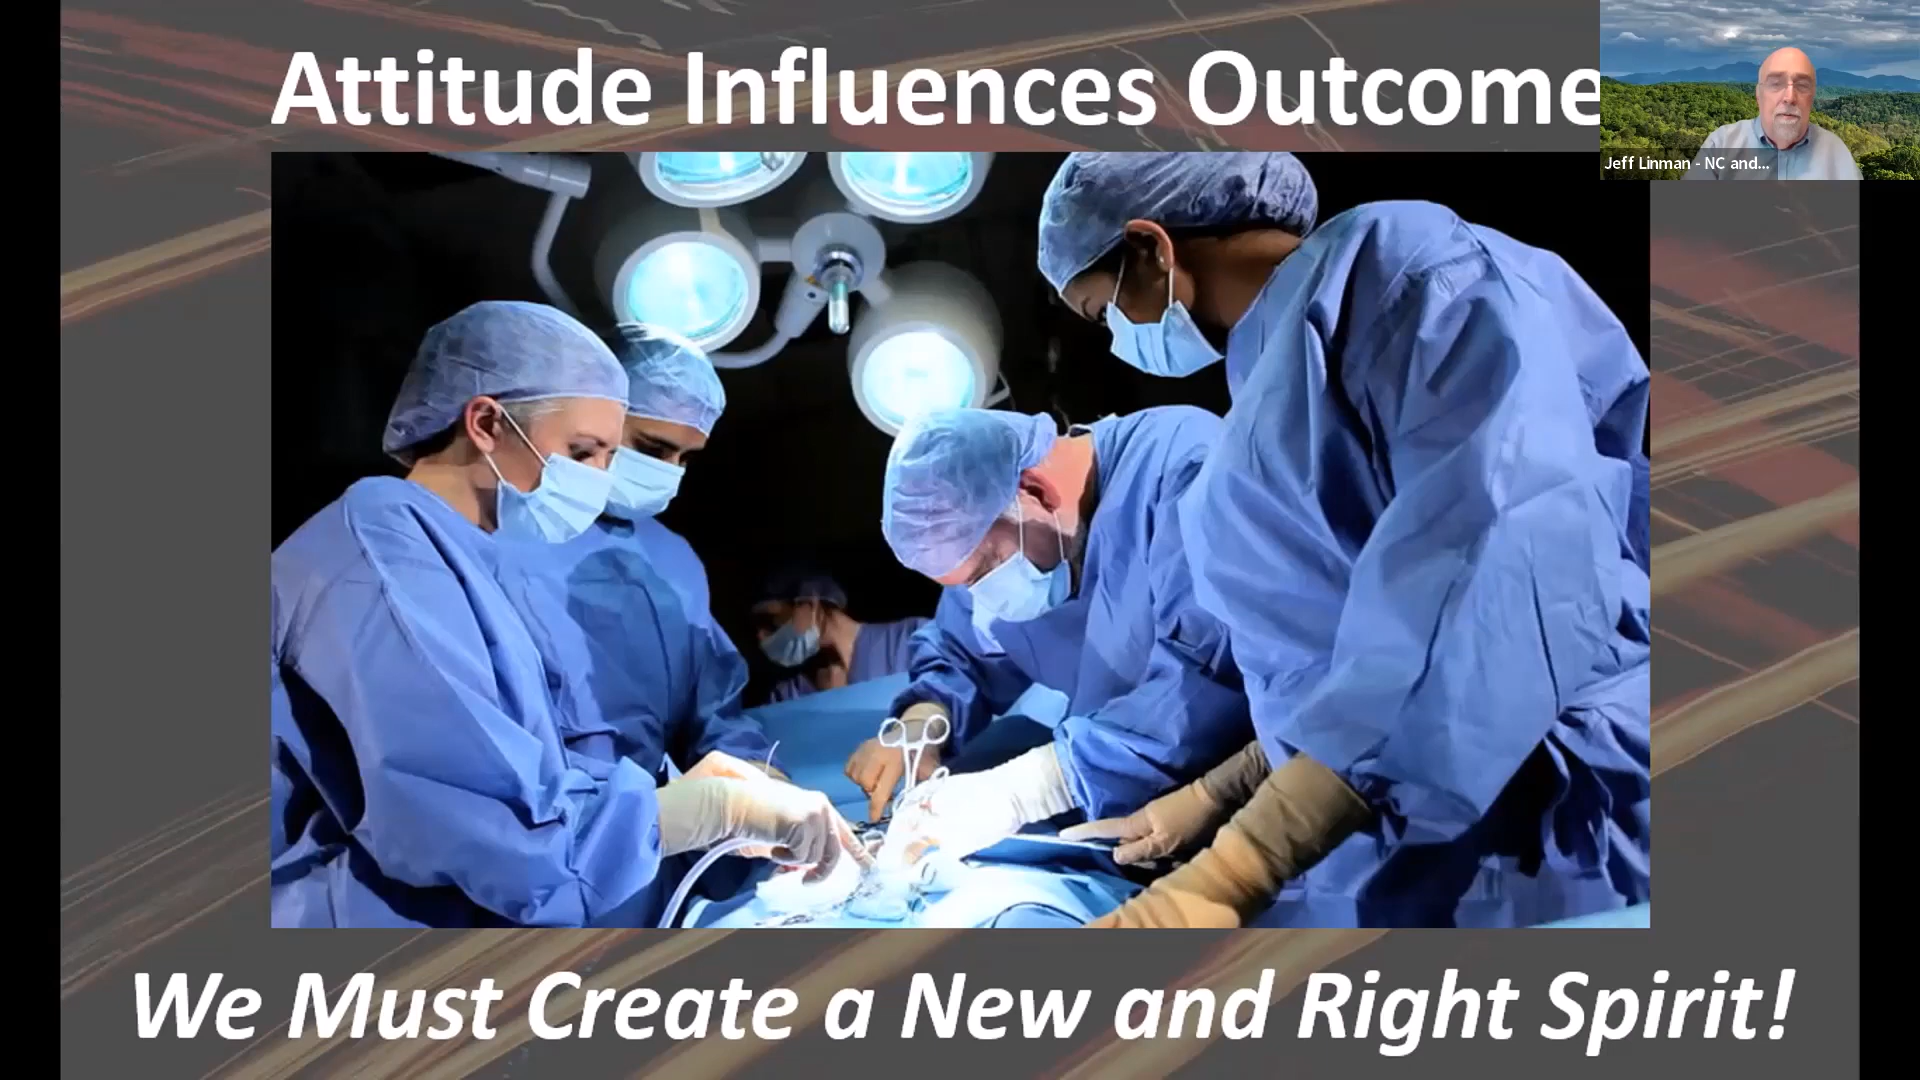 Attitude Influences Outcome
Jeff Linman - NC and...
We Must Create a New and Right Spirit!